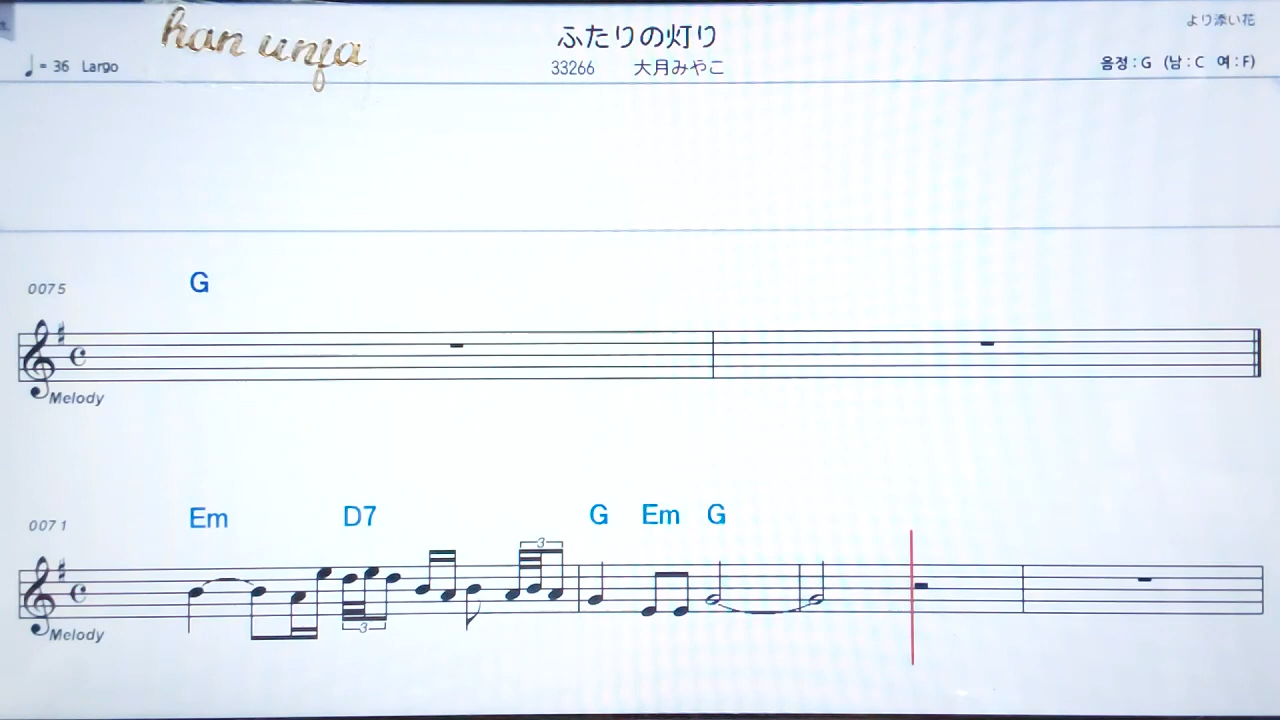 han unja
ふたりの灯り
より添い花
♩= 36 Largo
33266 大月みやこ
음정 : G (남 : C 여 : F)
G
0075
Melody
Em D7 G Em G
0071
3
3
Melody